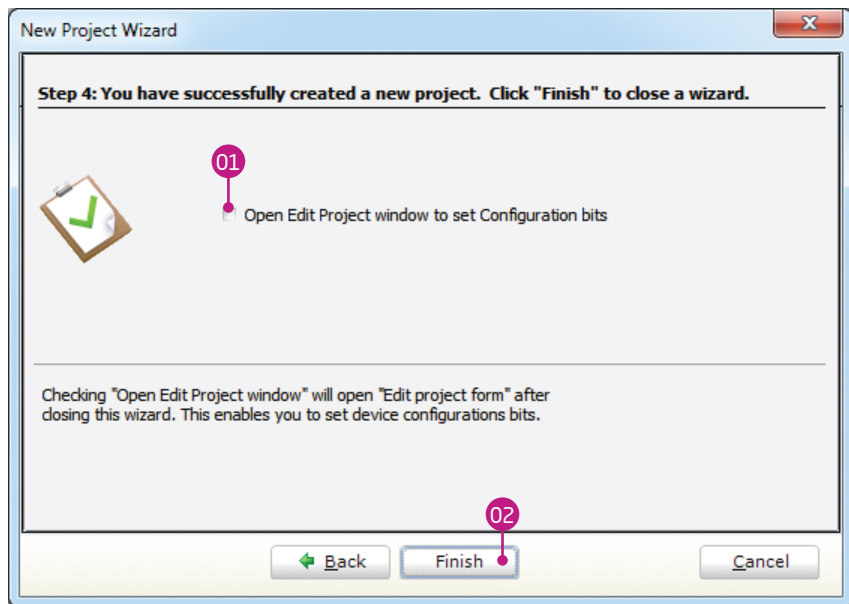 New Project Wizard
Step 4: You have successfully created a new project. Click "Finish" to close a wizard.
01
Open Edit Project window to set Configuration bits
Checking "Open Edit Project window" will open "Edit project form" after
closing this wizard. This enables you to set device configurations bits.
02
Back
Finish
Cancel